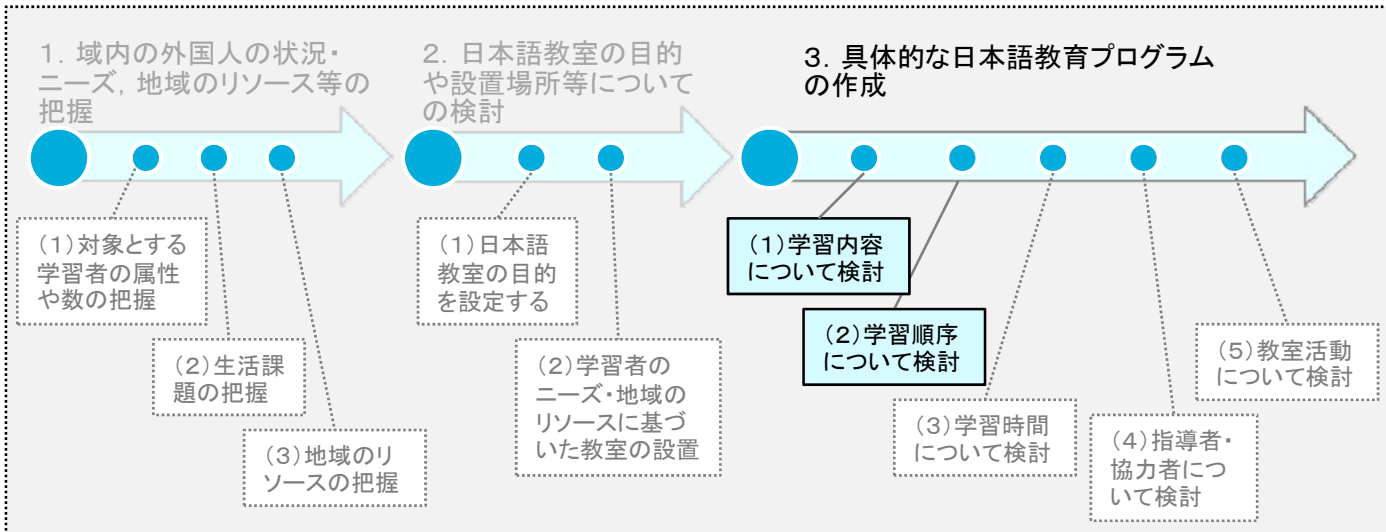 1．域内の外国人の状況・
ニーズ，地域のリソース等の
把握
2．日本語教室の目的
や設置場所等について
の検討
3．具体的な日本語教育プログラム
の作成
（1）対象とする
学習者の属性
や数の把握
（2）生活課
題の把握
（3）地域のリ
ソースの把握
（1）日本語
教室の目的
を設定する
（2）学習者の
ニーズ・地域の
リソースに基づ
いた教室の設置
（1）学習内容
について検討
（2）学習順序
について検討
（3）学習時間
について検討
（4）指導者・
協力者につ
いて検討
（5）教室活動
について検討